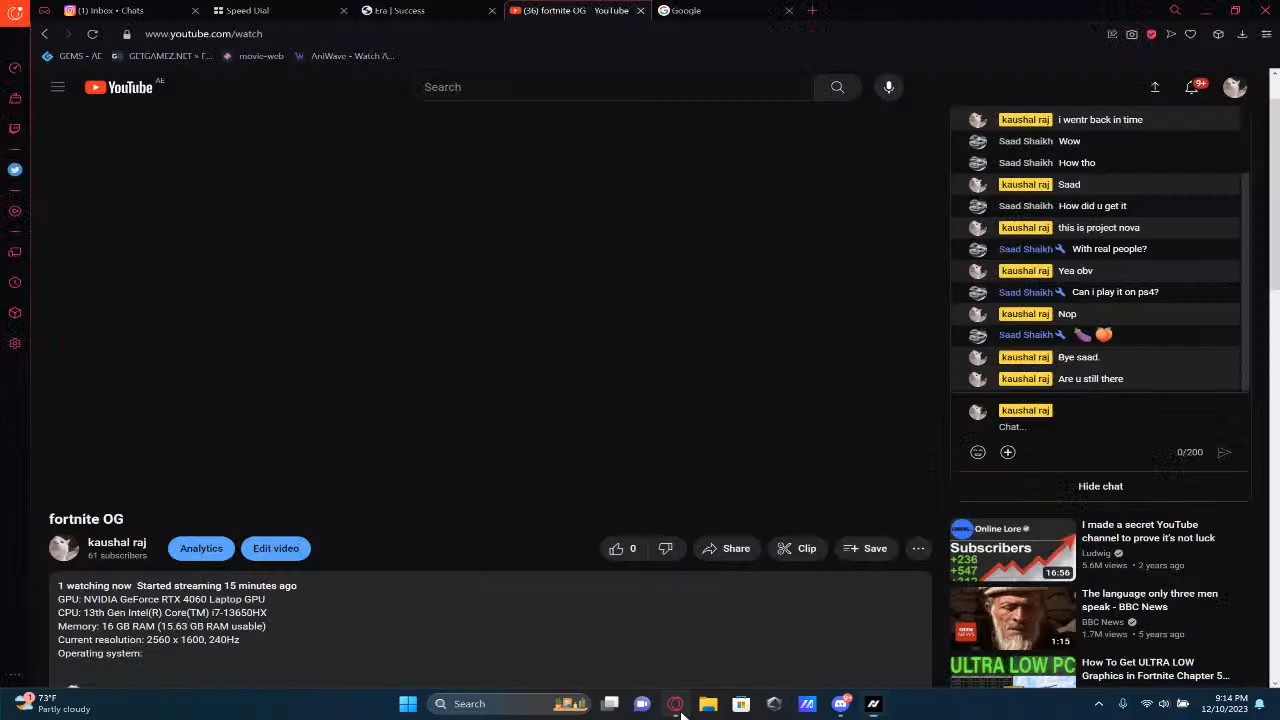 (1) Inbox • Chats
Speed Dial
Era | Success
(36) fortnite OG - YouTube
Google
www.youtube.com/watch
GEMS - AE
GETGAMEZ.NET » F...
movie-web
AniWave - Watch A...
YouTube AE
Search
9+
kaushal raj i wentr back in time
Saad Shaikh Wow
Saad Shaikh How tho
kaushal raj Saad
Saad Shaikh How did u get it
kaushal raj this is project nova
Saad Shaikh With real people?
kaushal raj Yea obv
Saad Shaikh Can i play it on ps4?
kaushal raj Nop
Saad Shaikh 🍆 🍑
kaushal raj Bye saad.
kaushal raj Are u still there
kaushal raj
Chat...
0/200
Hide chat
fortnite OG
kaushal raj
61 subscribers
Analytics
Edit video
0
Share
Clip
Save
1 watching now Started streaming 15 minutes ago
GPU: NVIDIA GeForce RTX 4060 Laptop GPU
CPU: 13th Gen Intel(R) Core(TM) i7-13650HX
Memory: 16 GB RAM (15.63 GB RAM usable)
Current resolution: 2560 x 1600, 240Hz
Operating system:
Online Lore
Subscribers
+236
+547
16:56
I made a secret YouTube
channel to prove it's not luck
Ludwig
5.6M views • 2 years ago
BBC NEWS
1:15
The language only three men
speak - BBC News
BBC News
1.7M views • 5 years ago
ULTRA LOW PC
How To Get ULTRA LOW
Graphics in Fortnite Chapter 5...
1
73°F
Partly cloudy
Search
9+
9:14 PM
12/10/2023